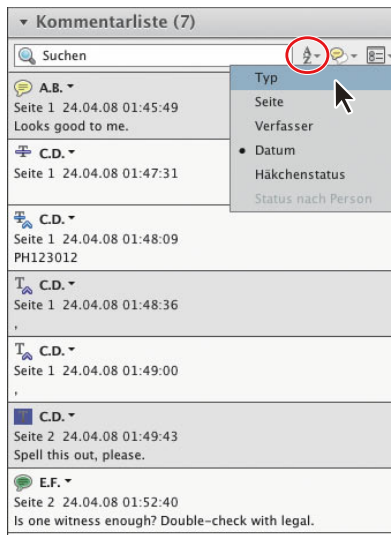 Kommentarliste (7)
Suchen
Typ
Seite
Verfasser
Datum
Häkchenstatus
Status nach Person
A.B.
Seite 1 24.04.08 01:45:49
Looks good to me.
C.D.
Seite 1 24.04.08 01:47:31
C.D.
Seite 1 24.04.08 01:48:09
PH123012
C.D.
Seite 1 24.04.08 01:48:36
,
C.D.
Seite 1 24.04.08 01:49:00
,
C.D.
Seite 2 24.04.08 01:49:43
Spell this out, please.
E.F.
Seite 2 24.04.08 01:52:40
Is one witness enough? Double-check with legal.